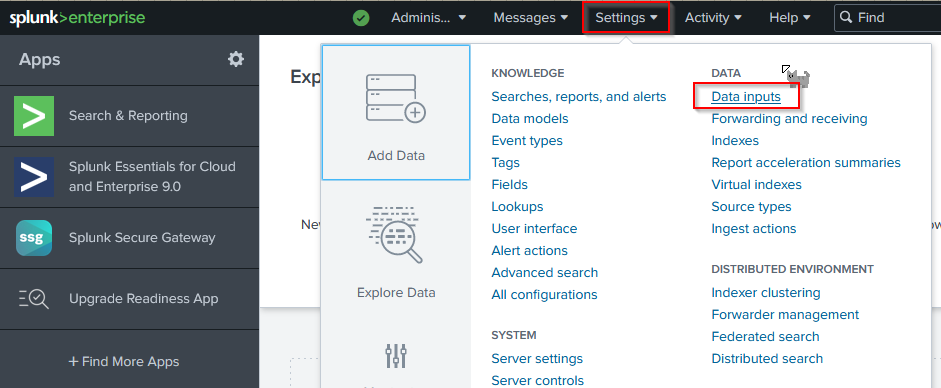 splunk>enterprise
Adminis... ▾
Messages ▾
Settings ▾
Activity ▾
Help ▾
Find
Apps
Search & Reporting
Splunk Essentials for Cloud
and Enterprise 9.0
ssg
Splunk Secure Gateway
Upgrade Readiness App
+ Find More Apps
Exp
Add Data
Explore Data
KNOWLEDGE
Searches, reports, and alerts
Data models
Event types
Tags
Fields
Lookups
User interface
Alert actions
Advanced search
All configurations
SYSTEM
Server settings
Server controls
DATA
Data inputs
Forwarding and receiving
Indexes
Report acceleration summaries
Virtual indexes
Source types
Ingest actions
DISTRIBUTED ENVIRONMENT
Indexer clustering
Forwarder management
Federated search
Distributed search